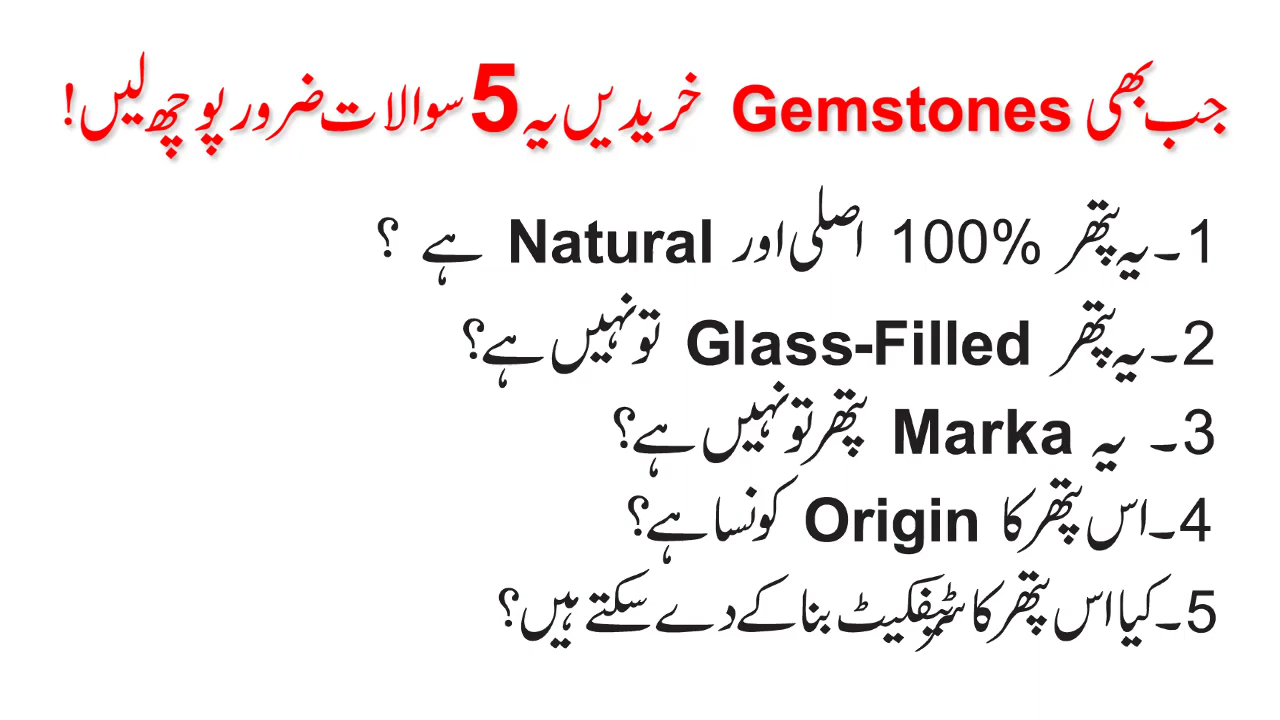 جب بھی Gemstones خریدیں یہ 5 سوالات ضرور پوچھ لیں!
1۔ یہ پتھر 100% اصلی اور Natural ہے ؟
2۔ یہ پتھر Glass-Filled تو نہیں ہے؟
3۔ یہ Marka پتھر تو نہیں ہے؟
4۔ اس پتھر کا Origin کونسا ہے؟
5۔ کیا اس پتھر کا سرٹیفکیٹ بنا کے دے سکتے ہیں؟